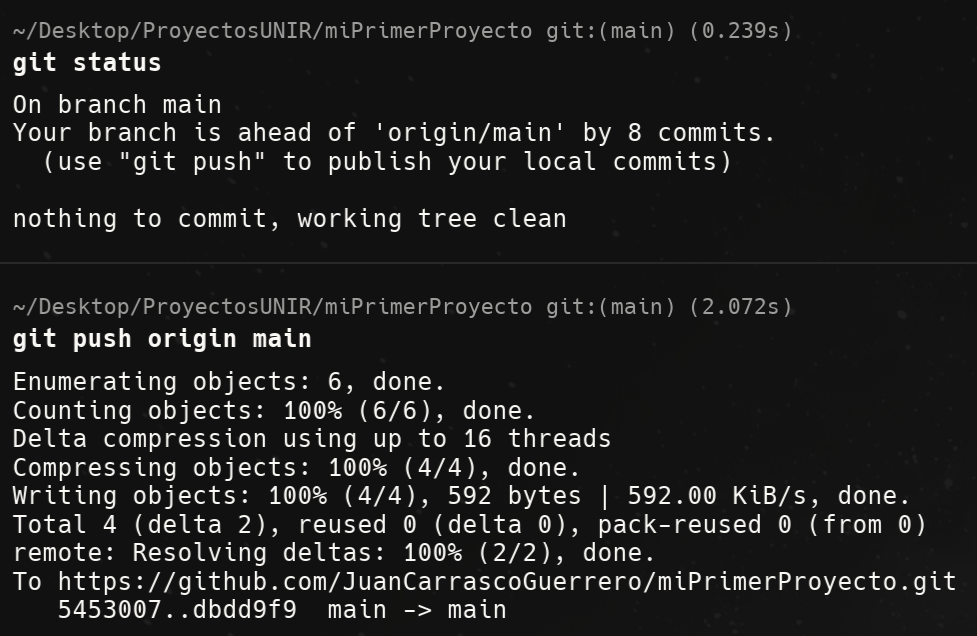 ~/Desktop/ProyectosUNIR/miPrimerProyecto git:(main) (0.239s)
git status
On branch main
Your branch is ahead of 'origin/main' by 8 commits.
  (use "git push" to publish your local commits)
nothing to commit, working tree clean
~/Desktop/ProyectosUNIR/miPrimerProyecto git:(main) (2.072s)
git push origin main
Enumerating objects: 6, done.
Counting objects: 100% (6/6), done.
Delta compression using up to 16 threads
Compressing objects: 100% (4/4), done.
Writing objects: 100% (4/4), 592 bytes | 592.00 KiB/s, done.
Total 4 (delta 2), reused 0 (delta 0), pack-reused 0 (from 0)
remote: Resolving deltas: 100% (2/2), done.
To https://github.com/JuanCarrascoGuerrero/miPrimerProyecto.git
   5453007..dbdd9f9  main -> main